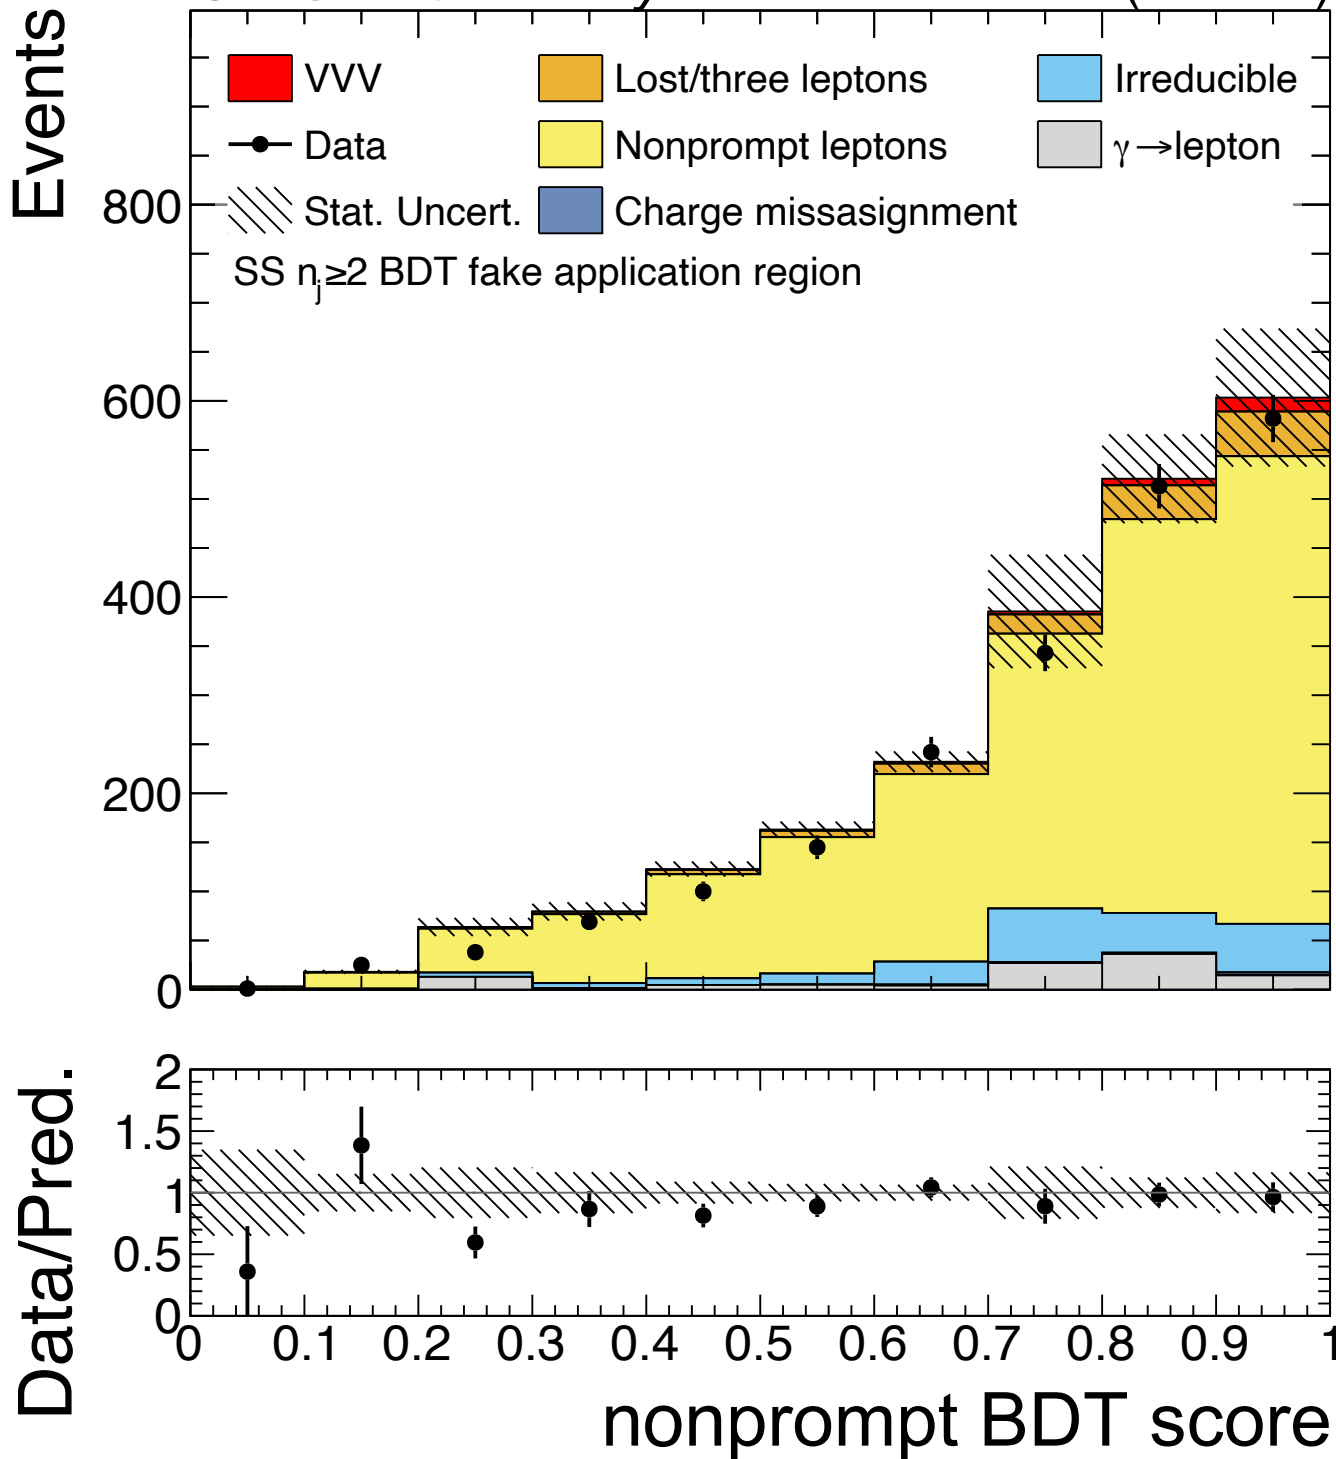 Events
VVV
Lost/three leptons
Irreducible
Data
Nonprompt leptons
γ→lepton
Stat. Uncert.
Charge missasignment
SS nj≥2 BDT fake application region
800
600
400
200
0
Data/Pred.
2
1.5
1
0.5
0
0 0.1 0.2 0.3 0.4 0.5 0.6 0.7 0.8 0.9 1
nonprompt BDT score